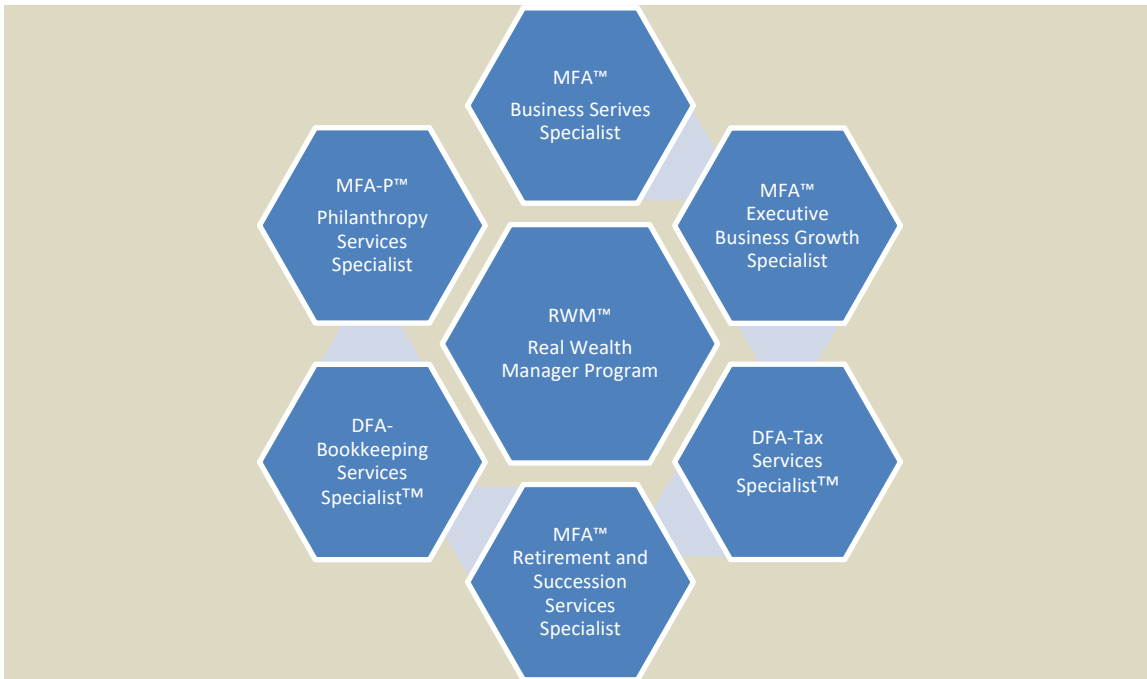 MFA™
Business Serives
Specialist
MFA-P™
Philanthropy
Services
Specialist
MFA™
Executive
Business Growth
Specialist
RWM™
Real Wealth
Manager Program
DFA-
Bookkeeping
Services
Specialist™
DFA-Tax
Services
Specialist™
MFA™
Retirement and
Succession
Services
Specialist